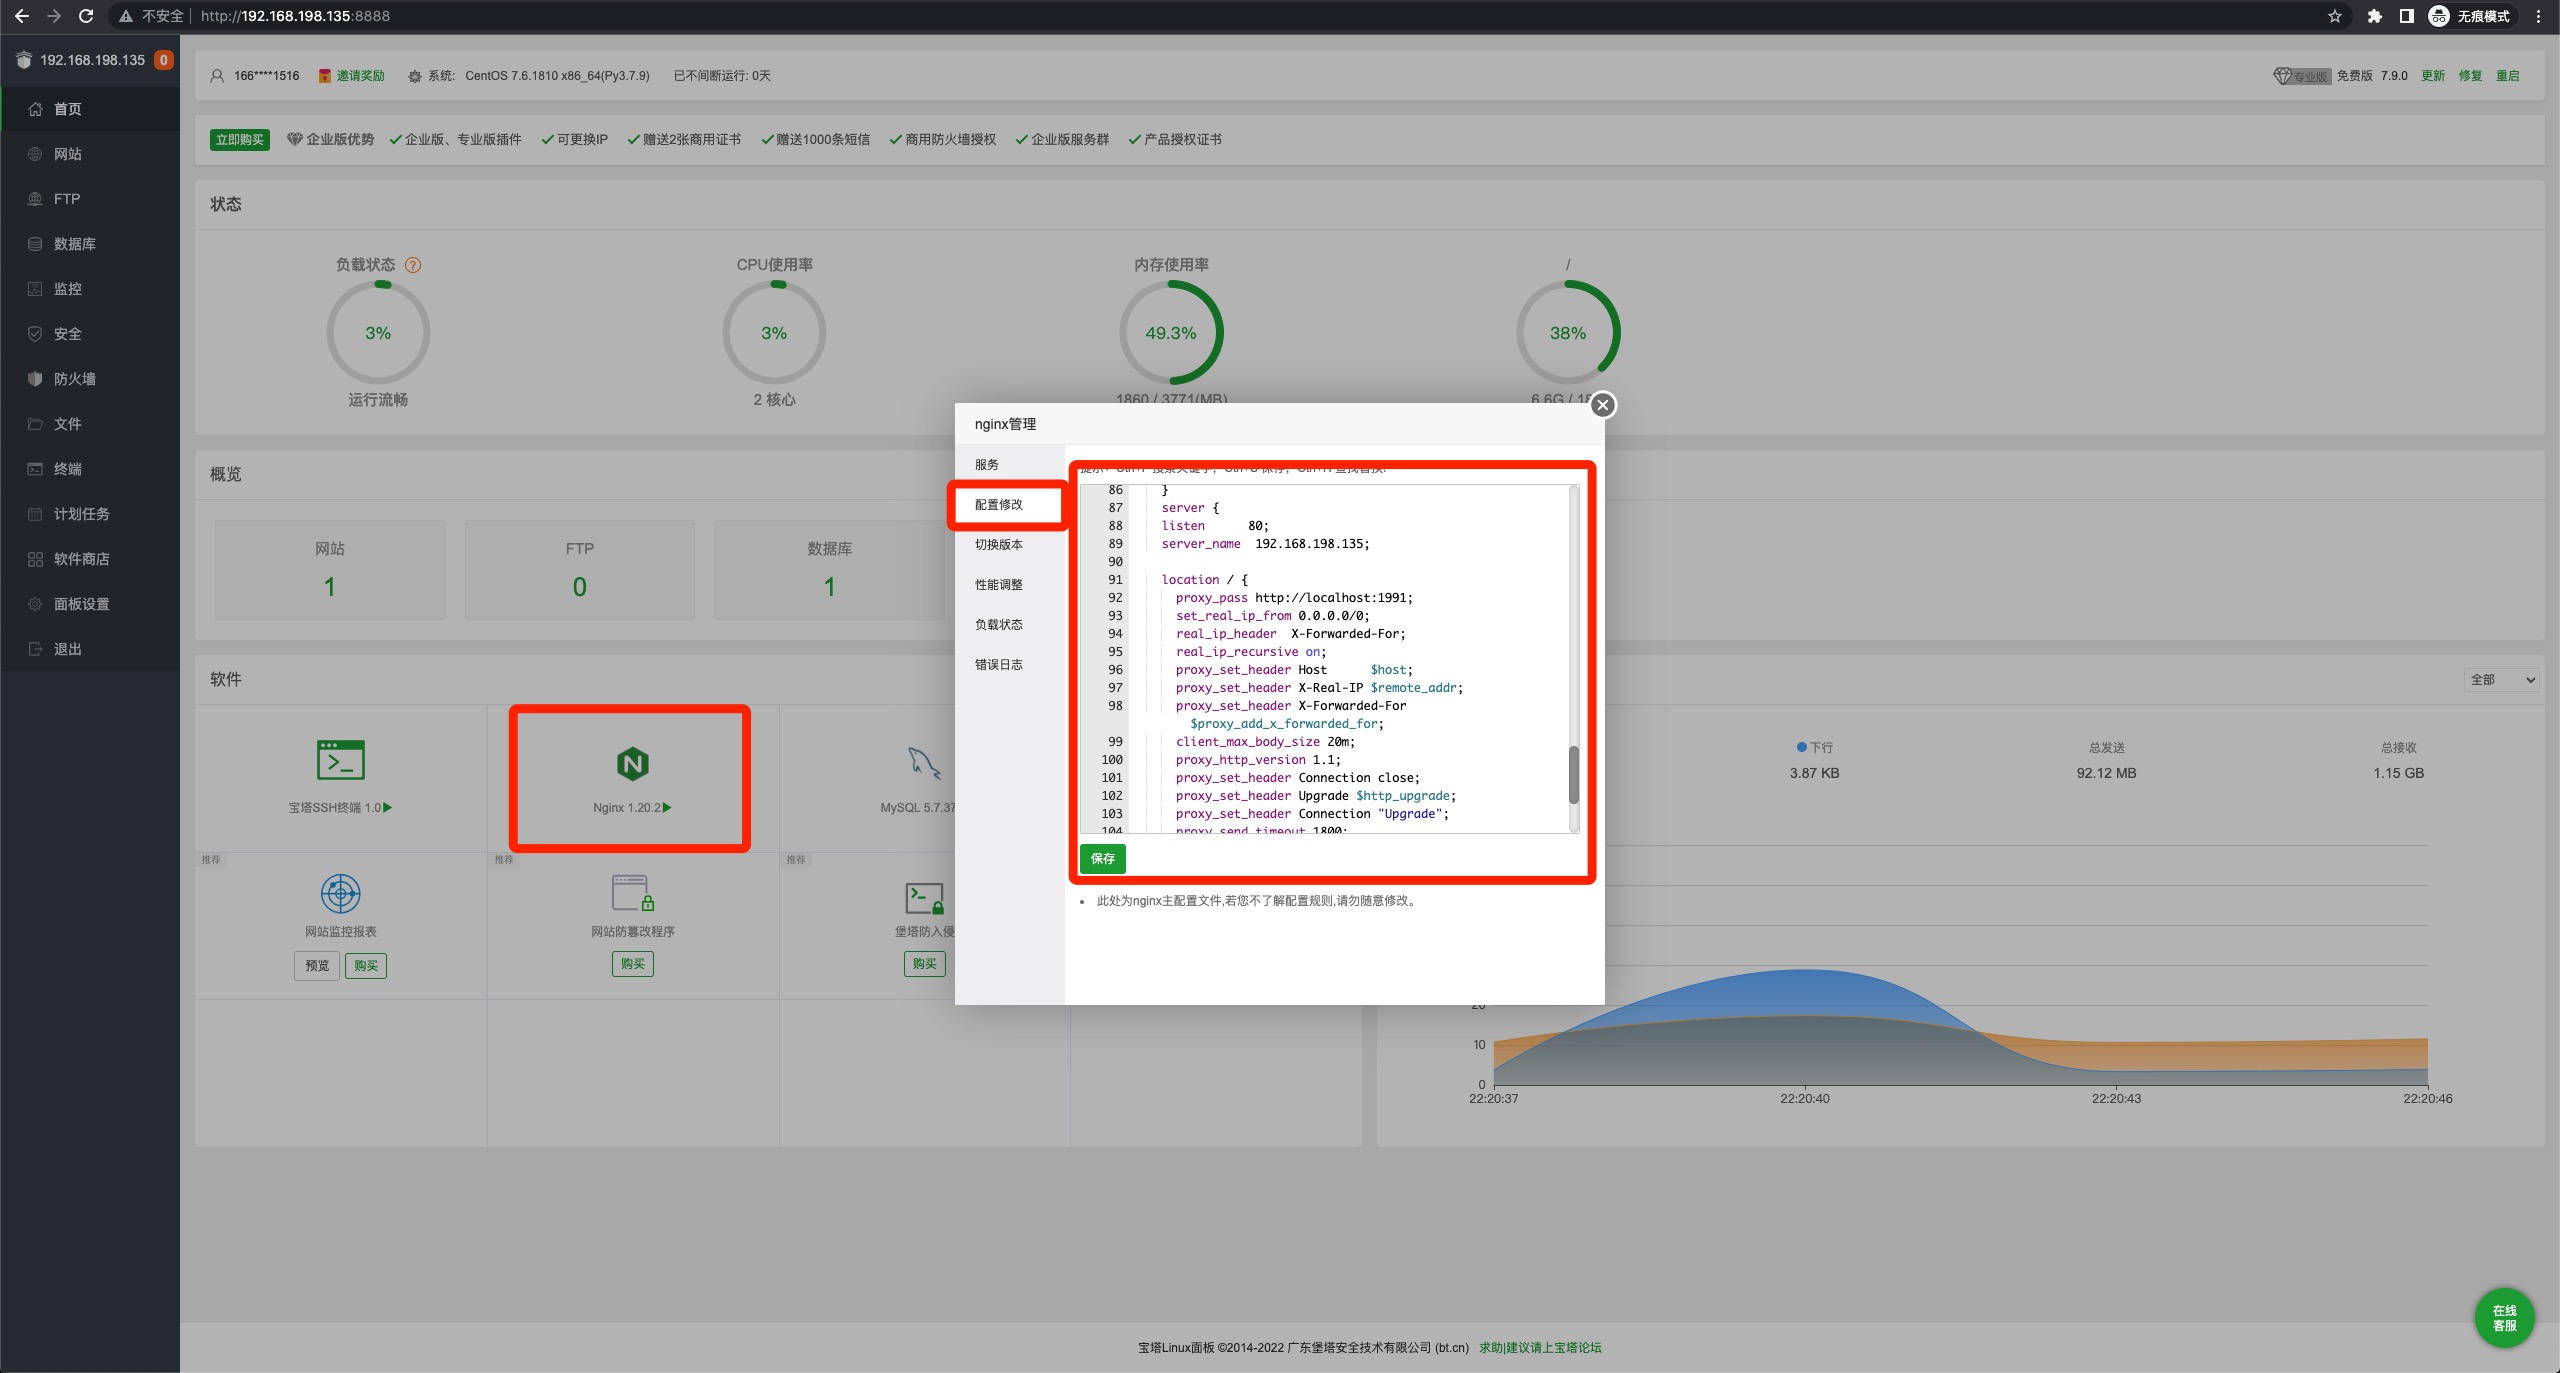 不安全 | http://192.168.198.135:8888
无痕模式
192.168.198.135 0
首页
网站
FTP
数据库
监控
安全
防火墙
文件
终端
计划任务
软件商店
面板设置
退出
166****1516 邀请奖励 系统: CentOS 7.6.1810 x86_64(Py3.7.9) 已不间断运行: 0天
专业版 免费版 7.9.0 更新 修复 重启
立即购买 企业版优势 企业版、专业版插件 可更换IP 赠送2张商用证书 赠送1000条短信 商用防火墙授权 企业版服务群 产品授权证书
状态
负载状态 ?
3%
运行流畅
CPU使用率
3%
2 核心
内存使用率
49.3%
1860 / 3771(MB)
/
38%
6.6G / 18
概览
网站
1
FTP
0
数据库
1
软件
宝塔SSH终端 1.0
Nginx 1.20.2
MySQL 5.7.37
推荐
网站监控报表
预览 购买
推荐
网站防篡改程序
购买
推荐
堡塔防入侵
购买
nginx管理
服务
配置修改
切换版本
性能调整
负载状态
错误日志
提示: Ctrl+F 搜索关键字, Ctrl+S 保存, Ctrl+H 查找替换!
86 }
87 server {
88 listen 80;
89 server_name 192.168.198.135;
90
91 location / {
92 proxy_pass http://localhost:1991;
93 set_real_ip_from 0.0.0.0/0;
94 real_ip_header X-Forwarded-For;
95 real_ip_recursive on;
96 proxy_set_header Host $host;
97 proxy_set_header X-Real-IP $remote_addr;
98 proxy_set_header X-Forwarded-For
$proxy_add_x_forwarded_for;
99 client_max_body_size 20m;
100 proxy_http_version 1.1;
101 proxy_set_header Connection close;
102 proxy_set_header Upgrade $http_upgrade;
103 proxy_set_header Connection "Upgrade";
104 proxy_send_timeout 1800;
保存
此处为nginx主配置文件,若您不了解配置规则,请勿随意修改。
全部
下行
3.87 KB
总发送
92.12 MB
总接收
1.15 GB
20
10
0
22:20:37 22:20:40 22:20:43 22:20:46
在线
客服
宝塔Linux面板 ©2014-2022 广东堡塔安全技术有限公司 (bt.cn) 求助|建议请上宝塔论坛